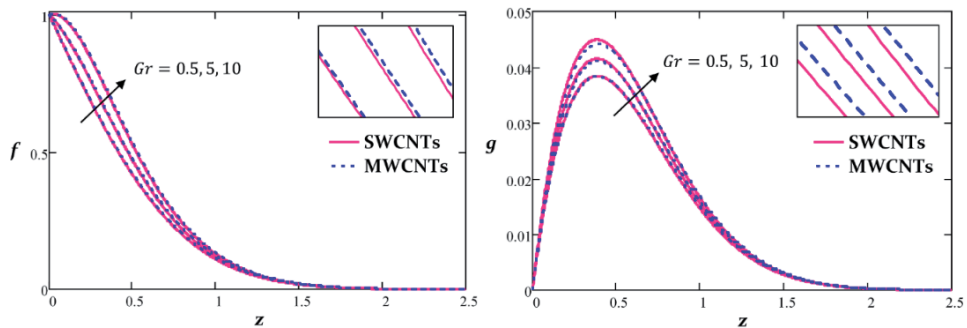 1
0.5
0
f
Gr = 0.5, 5, 10
SWCNTs
MWCNTs
0 0.5 1 1.5 2 2.5
z
0.05
0.04
0.03
0.02
0.01
0
g
Gr = 0.5, 5, 10
SWCNTs
MWCNTs
0 0.5 1 1.5 2 2.5
z